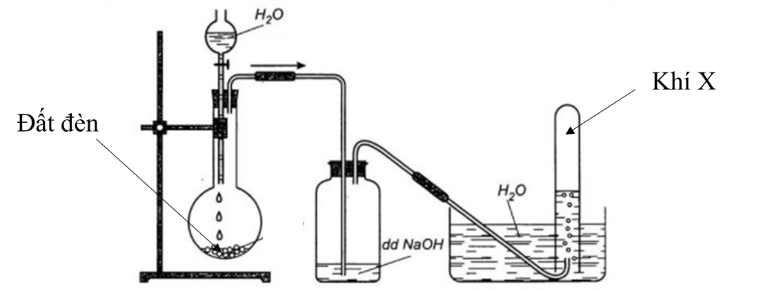 H₂O
Khí X
Đất đèn
H₂O
dd NaOH